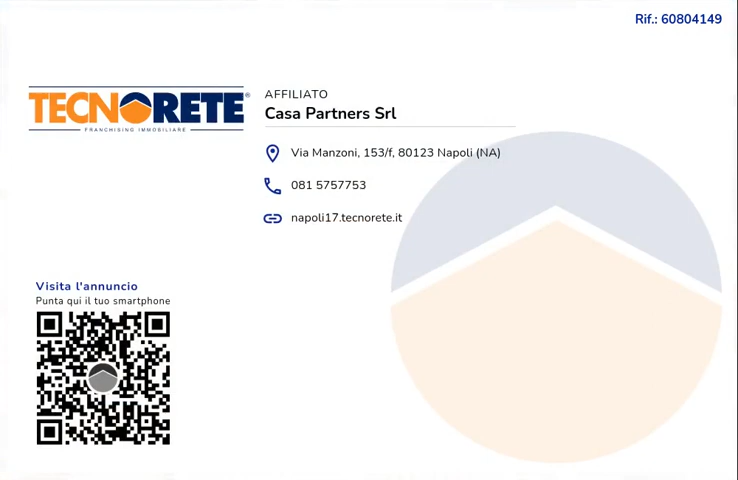 Rif.: 60804149
TECNORETE®
FRANCHISING IMMOBILIARE
AFFILIATO
Casa Partners Srl
Via Manzoni, 153/f, 80123 Napoli (NA)
081 5757753
napoli17.tecnorete.it
Visita l'annuncio
Punta qui il tuo smartphone